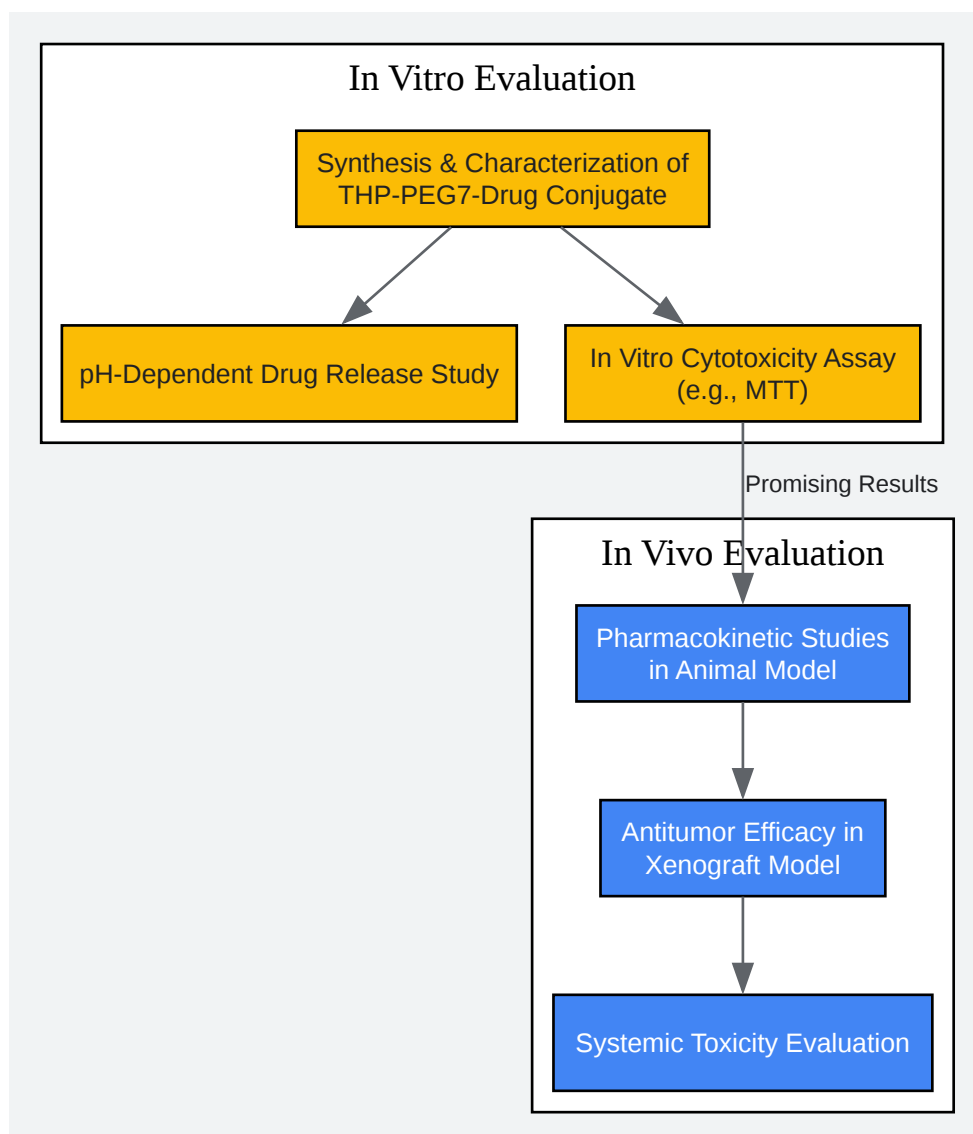 In Vitro Evaluation
Synthesis & Characterization of
THP-PEG7-Drug Conjugate
pH-Dependent Drug Release Study
In Vitro Cytotoxicity Assay
(e.g., MTT)
Promising Results
In Vivo Evaluation
Pharmacokinetic Studies
in Animal Model
Antitumor Efficacy in
Xenograft Model
Systemic Toxicity Evaluation